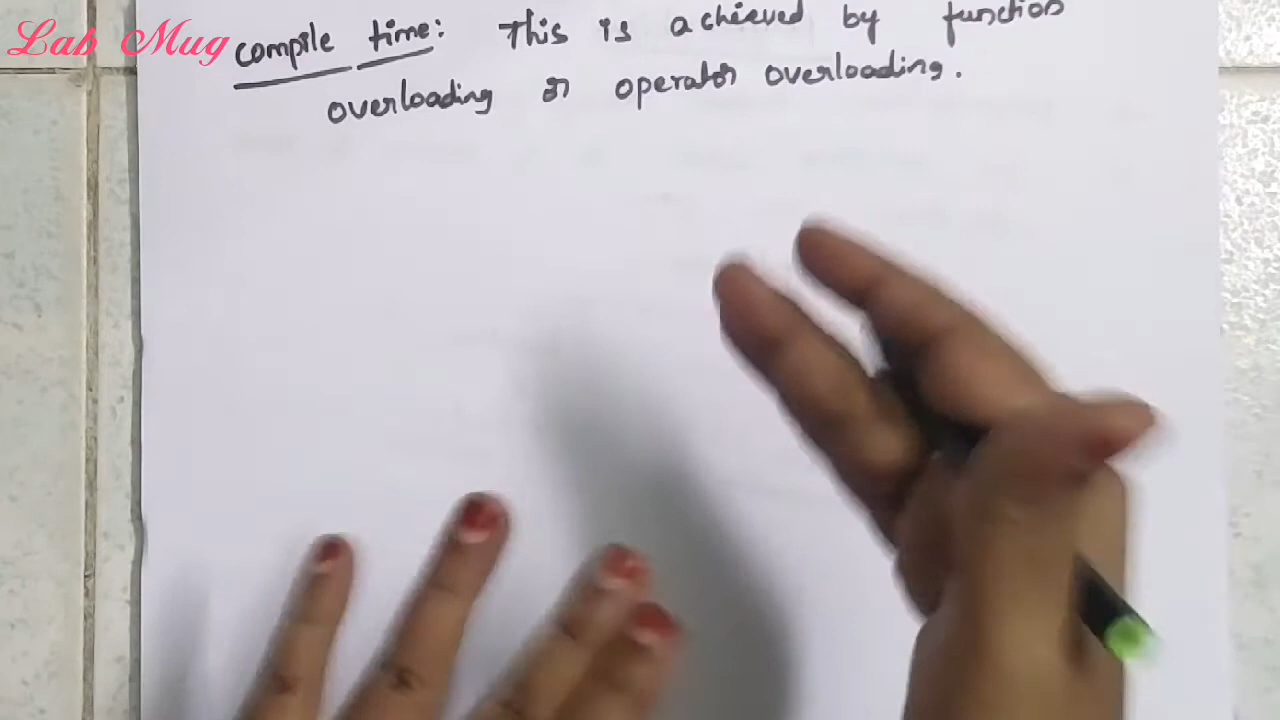 Lab Mug
compile time: This is achieved by function
overloading or operator overloading.